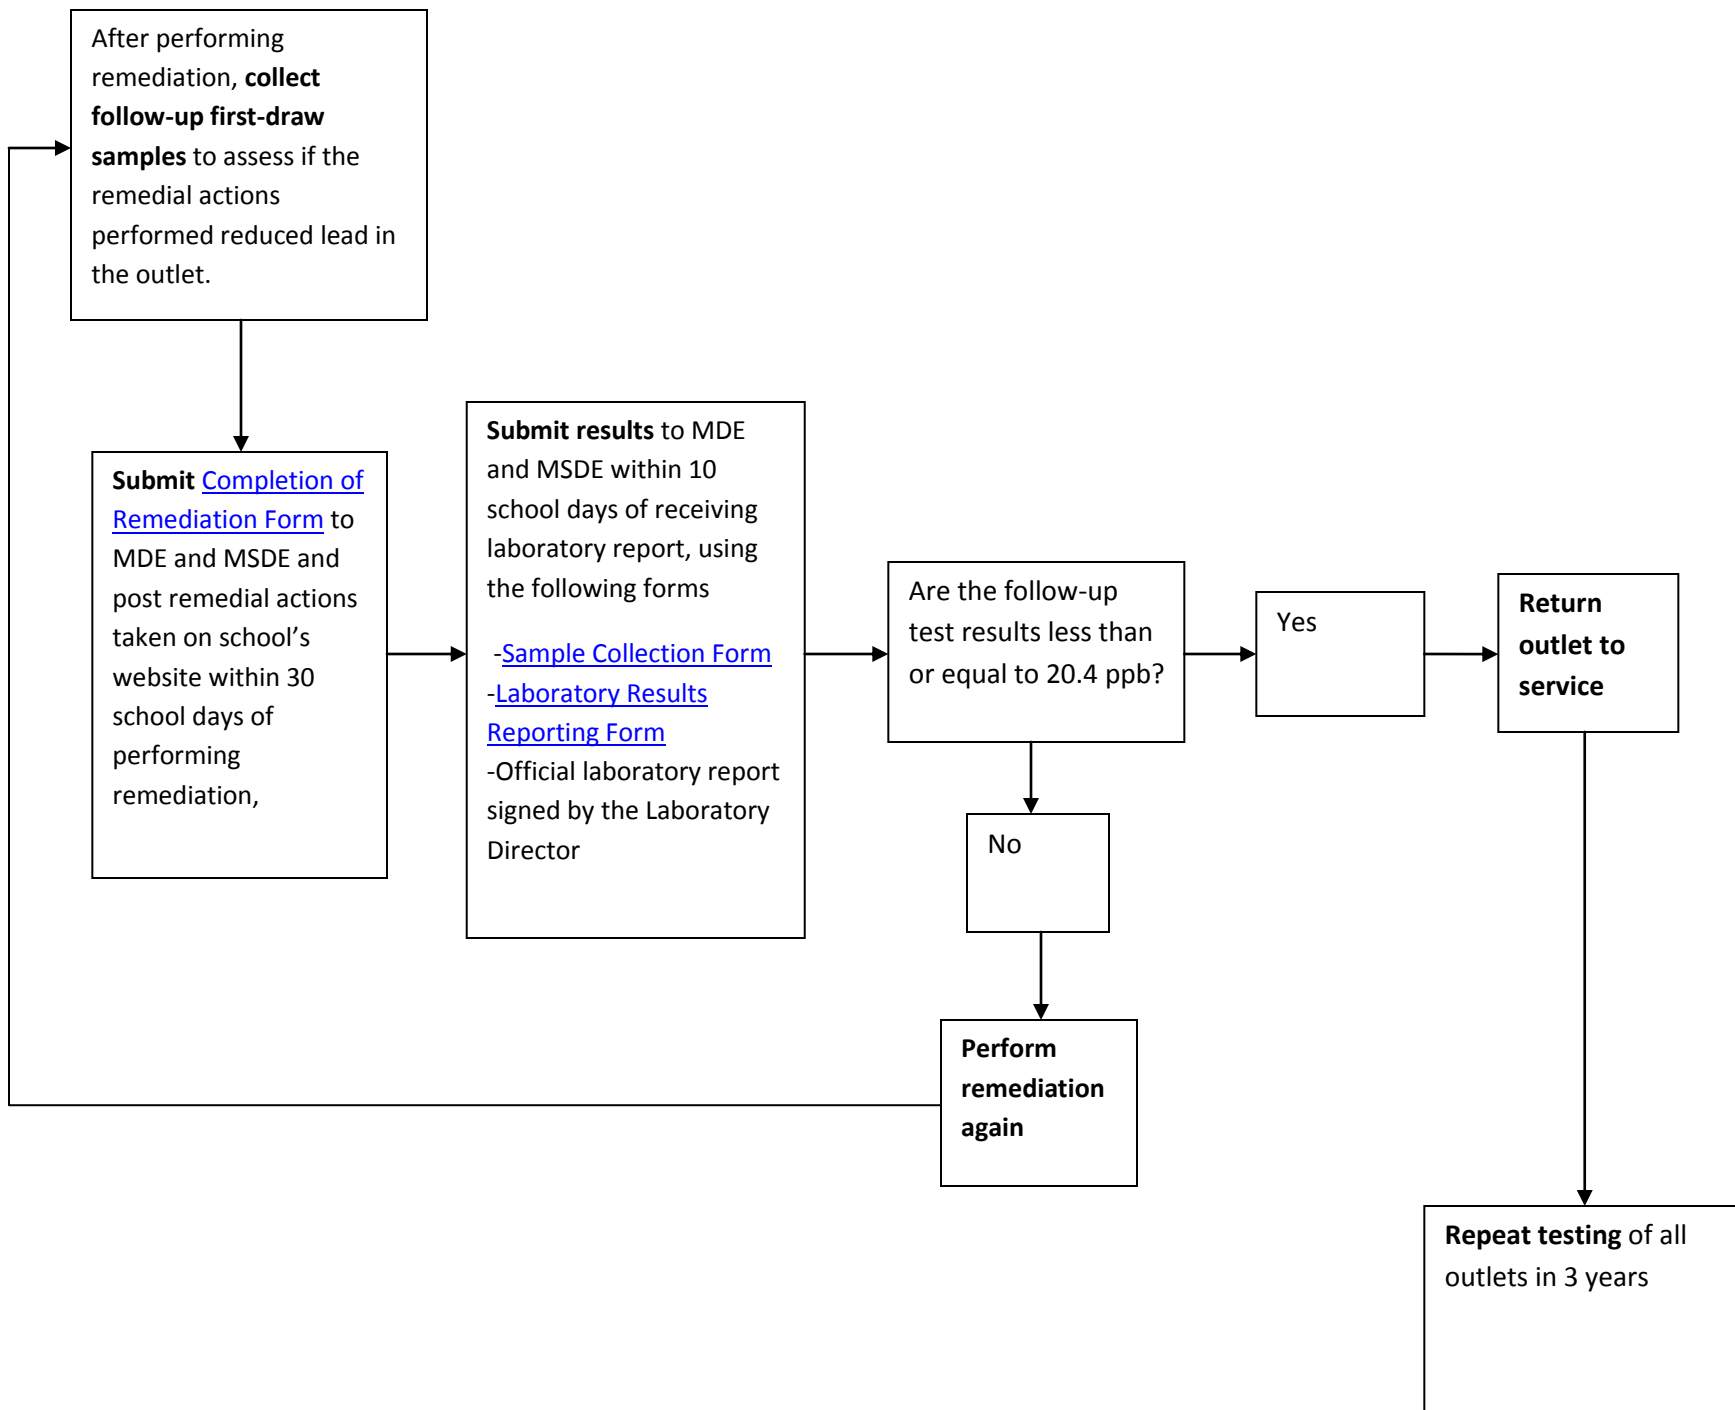 After performing
remediation, collect
follow-up first-draw
samples to assess if the
remedial actions
performed reduced lead in
the outlet.
Submit Completion of
Remediation Form to
MDE and MSDE and
post remedial actions
taken on school’s
website within 30
school days of
performing
remediation,
Submit results to MDE
and MSDE within 10
school days of receiving
laboratory report, using
the following forms
-Sample Collection Form
-Laboratory Results
Reporting Form
-Official laboratory report
signed by the Laboratory
Director
Are the follow-up
test results less than
or equal to 20.4 ppb?
Yes
Return
outlet to
service
No
Perform
remediation
again
Repeat testing of all
outlets in 3 years